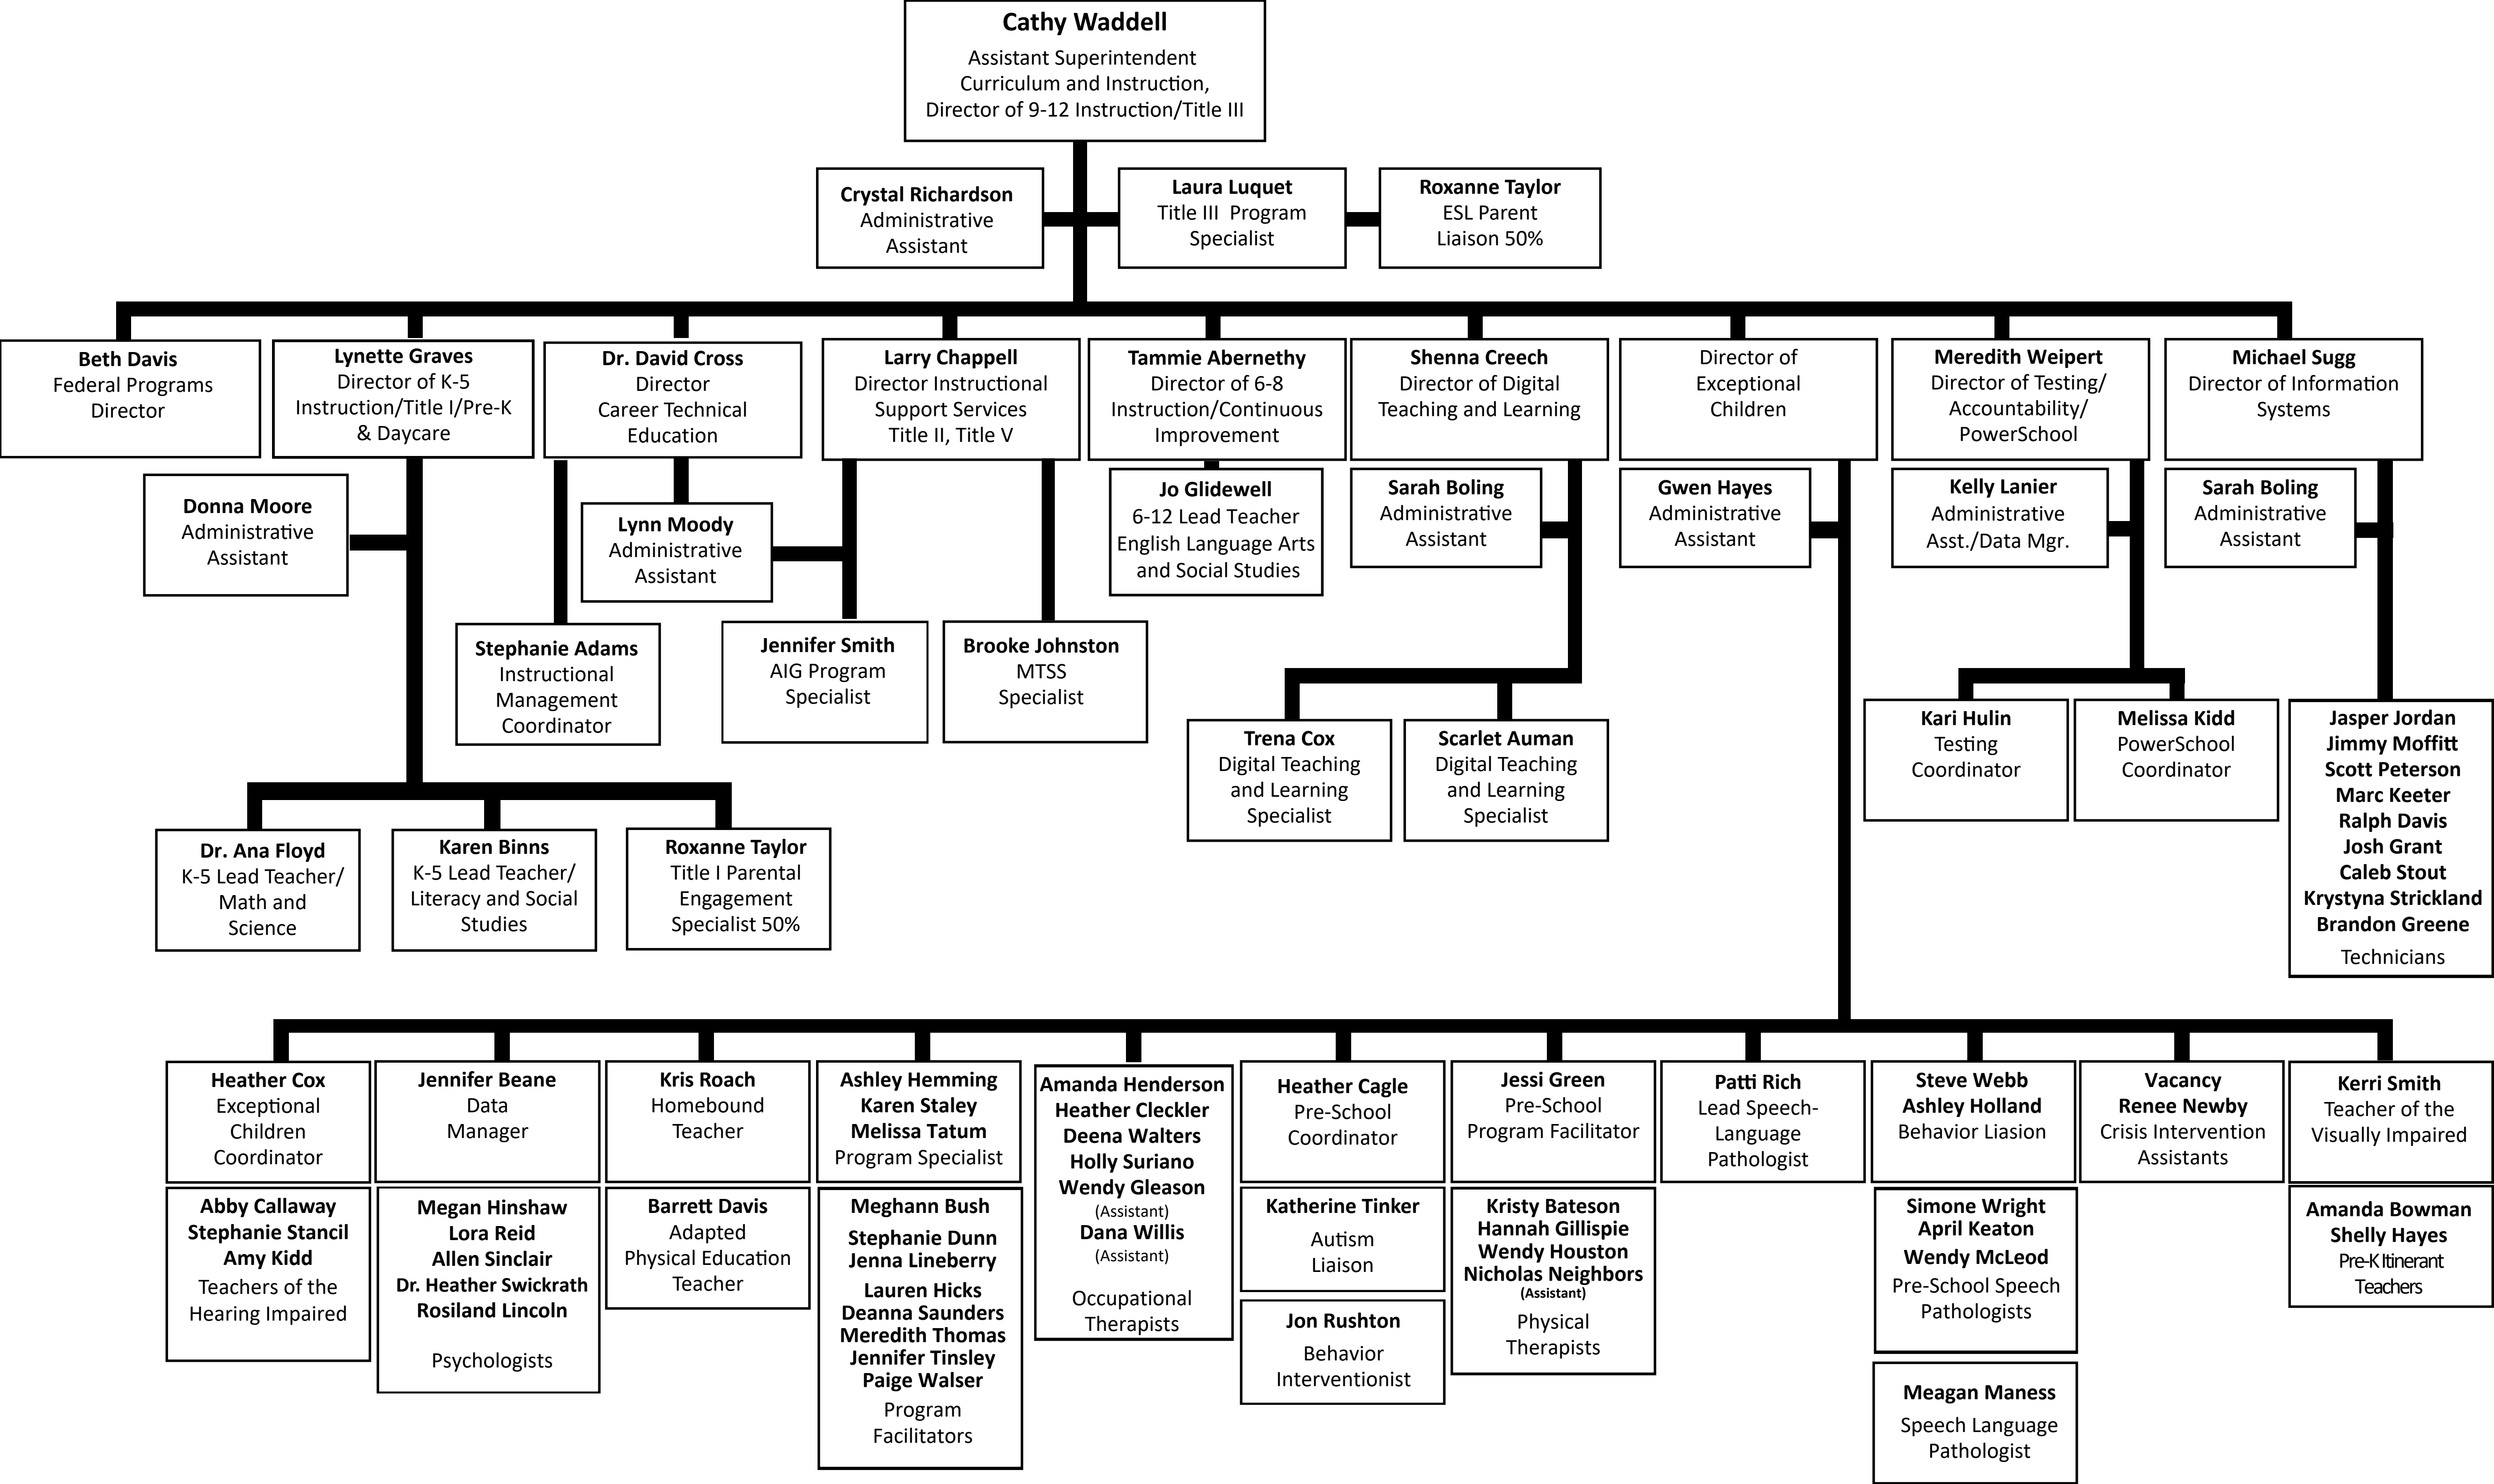 Cathy Waddell
Assistant Superintendent
Curriculum and Instruction,
Director of 9-12 Instruction/Title III
Crystal Richardson
Administrative
Assistant
Laura Luquet
Title III  Program
Specialist
Roxanne Taylor
ESL Parent
Liaison 50%
Beth Davis
Federal Programs
Director
Lynette Graves
Director of K-5
Instruction/Title I/Pre-K
& Daycare
Dr. David Cross
Director
Career Technical
Education
Larry Chappell
Director Instructional
Support Services
Title II, Title V
Tammie Abernethy
Director of 6-8
Instruction/Continuous
Improvement
Shenna Creech
Director of Digital
Teaching and Learning
Director of
Exceptional
Children
Meredith Weipert
Director of Testing/
Accountability/
PowerSchool
Michael Sugg
Director of Information
Systems
Donna Moore
Administrative
Assistant
Lynn Moody
Administrative
Assistant
Jo Glidewell
6-12 Lead Teacher
English Language Arts
and Social Studies
Sarah Boling
Administrative
Assistant
Gwen Hayes
Administrative
Assistant
Kelly Lanier
Administrative
Asst./Data Mgr.
Sarah Boling
Administrative
Assistant
Stephanie Adams
Instructional
Management
Coordinator
Jennifer Smith
AIG Program
Specialist
Brooke Johnston
MTSS
Specialist
Trena Cox
Digital Teaching
and Learning
Specialist
Scarlet Auman
Digital Teaching
and Learning
Specialist
Kari Hulin
Testing
Coordinator
Melissa Kidd
PowerSchool
Coordinator
Jasper Jordan
Jimmy Moffitt
Scott Peterson
Marc Keeter
Ralph Davis
Josh Grant
Caleb Stout
Krystyna Strickland
Brandon Greene
Technicians
Dr. Ana Floyd
K-5 Lead Teacher/
Math and
Science
Karen Binns
K-5 Lead Teacher/
Literacy and Social
Studies
Roxanne Taylor
Title I Parental
Engagement
Specialist 50%
Heather Cox
Exceptional
Children
Coordinator
Jennifer Beane
Data
Manager
Kris Roach
Homebound
Teacher
Ashley Hemming
Karen Staley
Melissa Tatum
Program Specialist
Amanda Henderson
Heather Cleckler
Deena Walters
Holly Suriano
Wendy Gleason
(Assistant)
Dana Willis
(Assistant)
Occupational
Therapists
Heather Cagle
Pre-School
Coordinator
Jessi Green
Pre-School
Program Facilitator
Patti Rich
Lead Speech-
Language
Pathologist
Steve Webb
Ashley Holland
Behavior Liasion
Vacancy
Renee Newby
Crisis Intervention
Assistants
Kerri Smith
Teacher of the
Visually Impaired
Abby Callaway
Stephanie Stancil
Amy Kidd
Teachers of the
Hearing Impaired
Megan Hinshaw
Lora Reid
Allen Sinclair
Dr. Heather Swickrath
Rosiland Lincoln
Psychologists
Barrett Davis
Adapted
Physical Education
Teacher
Meghann Bush
Stephanie Dunn
Jenna Lineberry
Lauren Hicks
Deanna Saunders
Meredith Thomas
Jennifer Tinsley
Paige Walser
Program
Facilitators
Katherine Tinker
Autism
Liaison
Jon Rushton
Behavior
Interventionist
Kristy Bateson
Hannah Gillispie
Wendy Houston
Nicholas Neighbors
(Assistant)
Physical
Therapists
Simone Wright
April Keaton
Wendy McLeod
Pre-School Speech
Pathologists
Meagan Maness
Speech Language
Pathologist
Amanda Bowman
Shelly Hayes
Pre-K Itinerant
Teachers